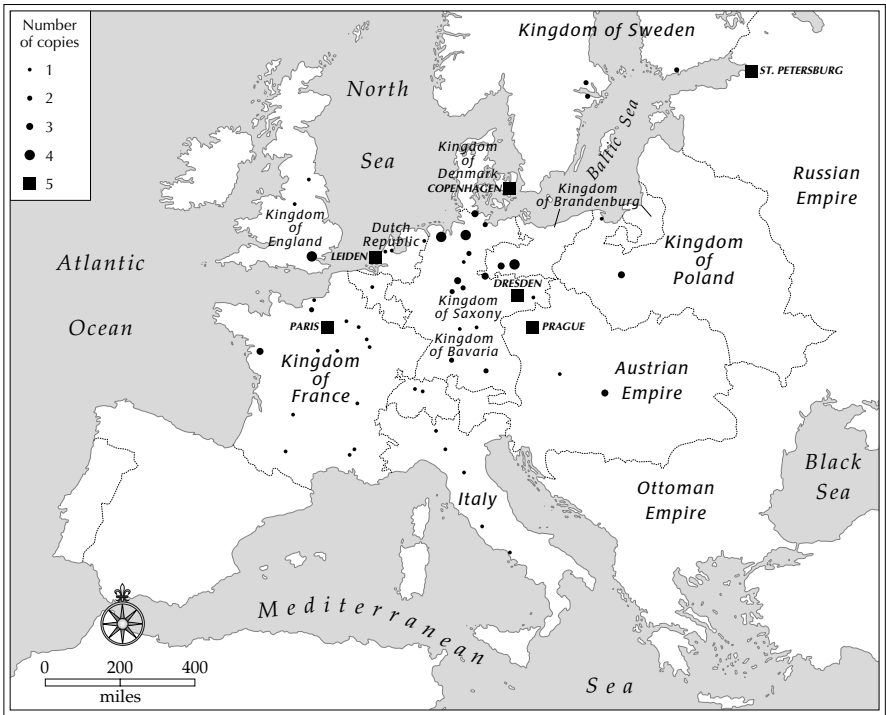 Number
of copies
1
2
3
4
5
Kingdom of Sweden
ST. PETERSBURG
North
Sea
Baltic Sea
Kingdom
of
Denmark
COPENHAGEN
Kingdom
of Brandenburg
Russian
Empire
Kingdom
of
England
Dutch
Republic
LEIDEN
Kingdom
of
Poland
Atlantic
Ocean
DRESDEN
Kingdom
of Saxony
PARIS
PRAGUE
Kingdom
of Bavaria
Kingdom
of
France
Austrian
Empire
Black
Sea
Italy
Ottoman
Empire
Mediterranean
Sea
0 200 400
miles